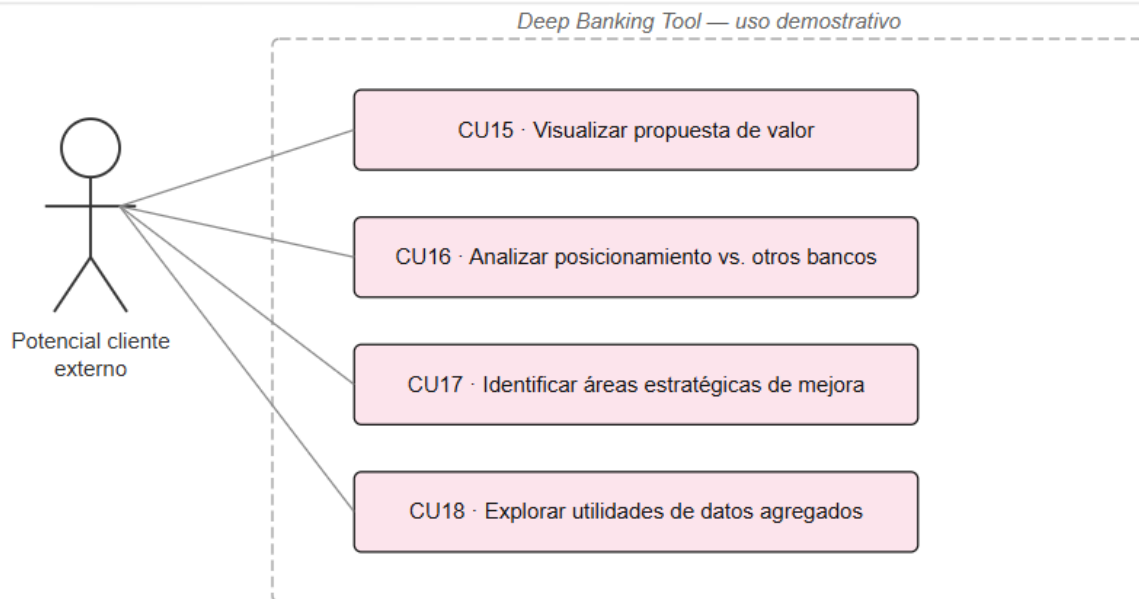 Deep Banking Tool — uso demostrativo
CU15 · Visualizar propuesta de valor
CU16 · Analizar posicionamiento vs. otros bancos
Potencial cliente
externo
CU17 · Identificar áreas estratégicas de mejora
CU18 · Explorar utilidades de datos agregados